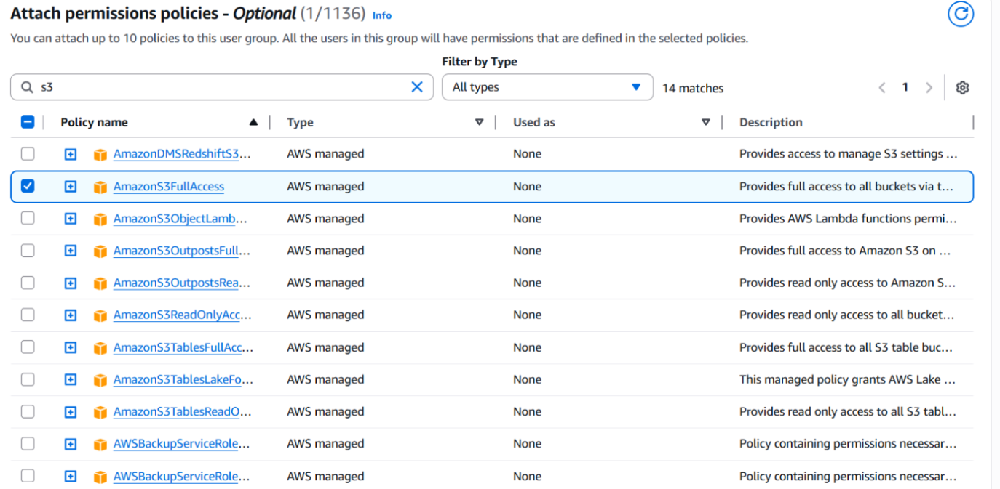 Attach permissions policies - Optional (1/1136) Info
You can attach up to 10 policies to this user group. All the users in this group will have permissions that are defined in the selected policies.
Filter by Type
s3 All types 14 matches 1
Policy name Type Used as Description
AmazonDMSRedshiftS3... AWS managed None Provides access to manage S3 settings ...
AmazonS3FullAccess AWS managed None Provides full access to all buckets via t...
AmazonS3ObjectLamb... AWS managed None Provides AWS Lambda functions permi...
AmazonS3OutpostsFull... AWS managed None Provides full access to Amazon S3 on ...
AmazonS3OutpostsRea... AWS managed None Provides read only access to Amazon S...
AmazonS3ReadOnlyAcc... AWS managed None Provides read only access to all bucket...
AmazonS3TablesFullAcc... AWS managed None Provides full access to all S3 table buc...
AmazonS3TablesLakeFo... AWS managed None This managed policy grants AWS Lake ...
AmazonS3TablesReadO... AWS managed None Provides read only access to all S3 tabl...
AWSBackupServiceRole... AWS managed None Policy containing permissions necessar...
AWSBackupServiceRole... AWS managed None Policy containing permissions necessar...